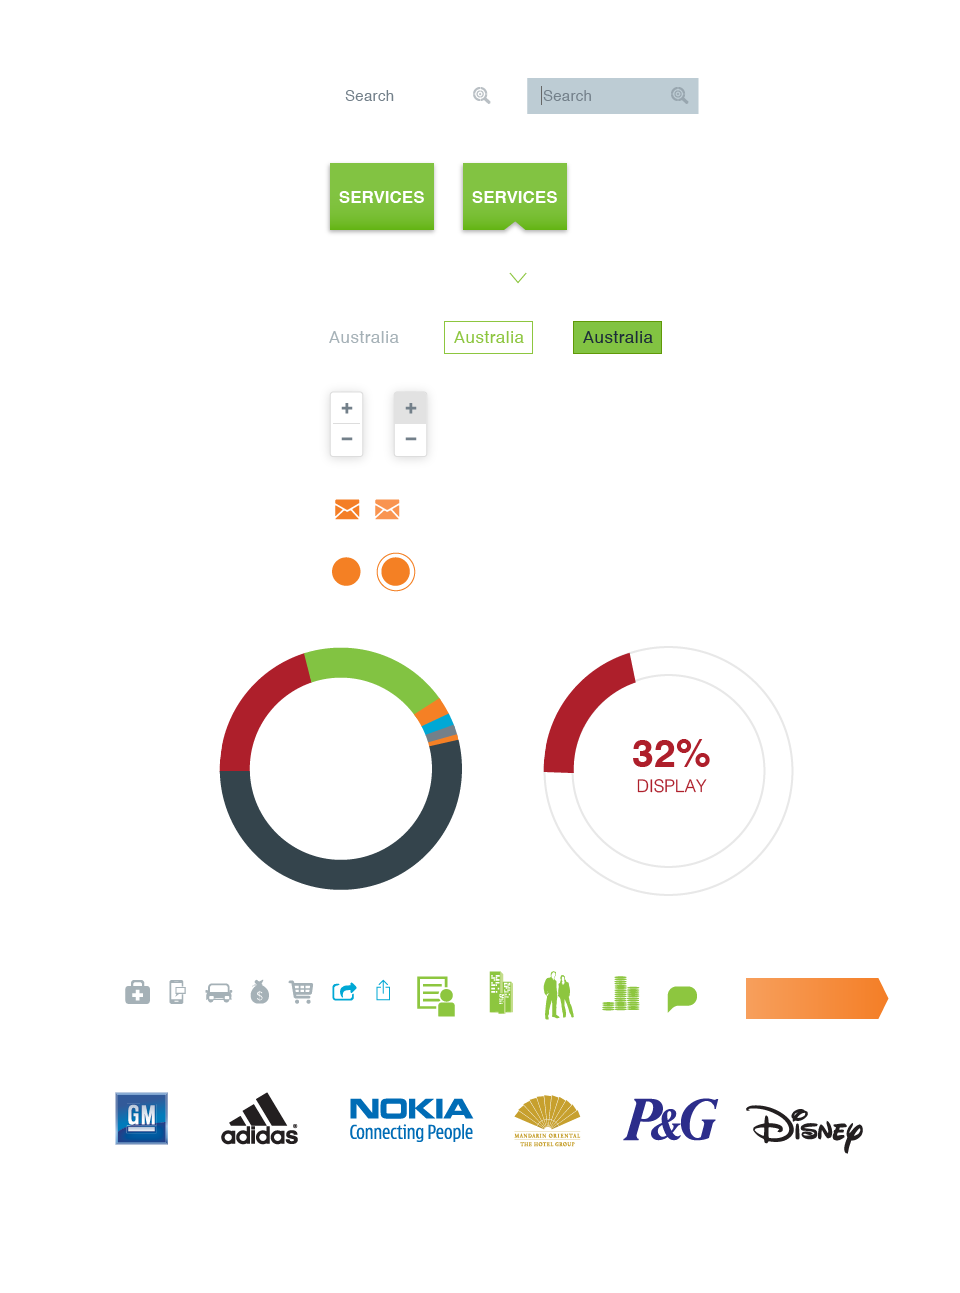 Search
Search
SERVICES
SERVICES
Australia
Australia
Australia
32%
DISPLAY
$
GM
adidas
NOKIA
Connecting People
MANDARIN ORIENTAL
THE HOTEL GROUP
P&G
Disney